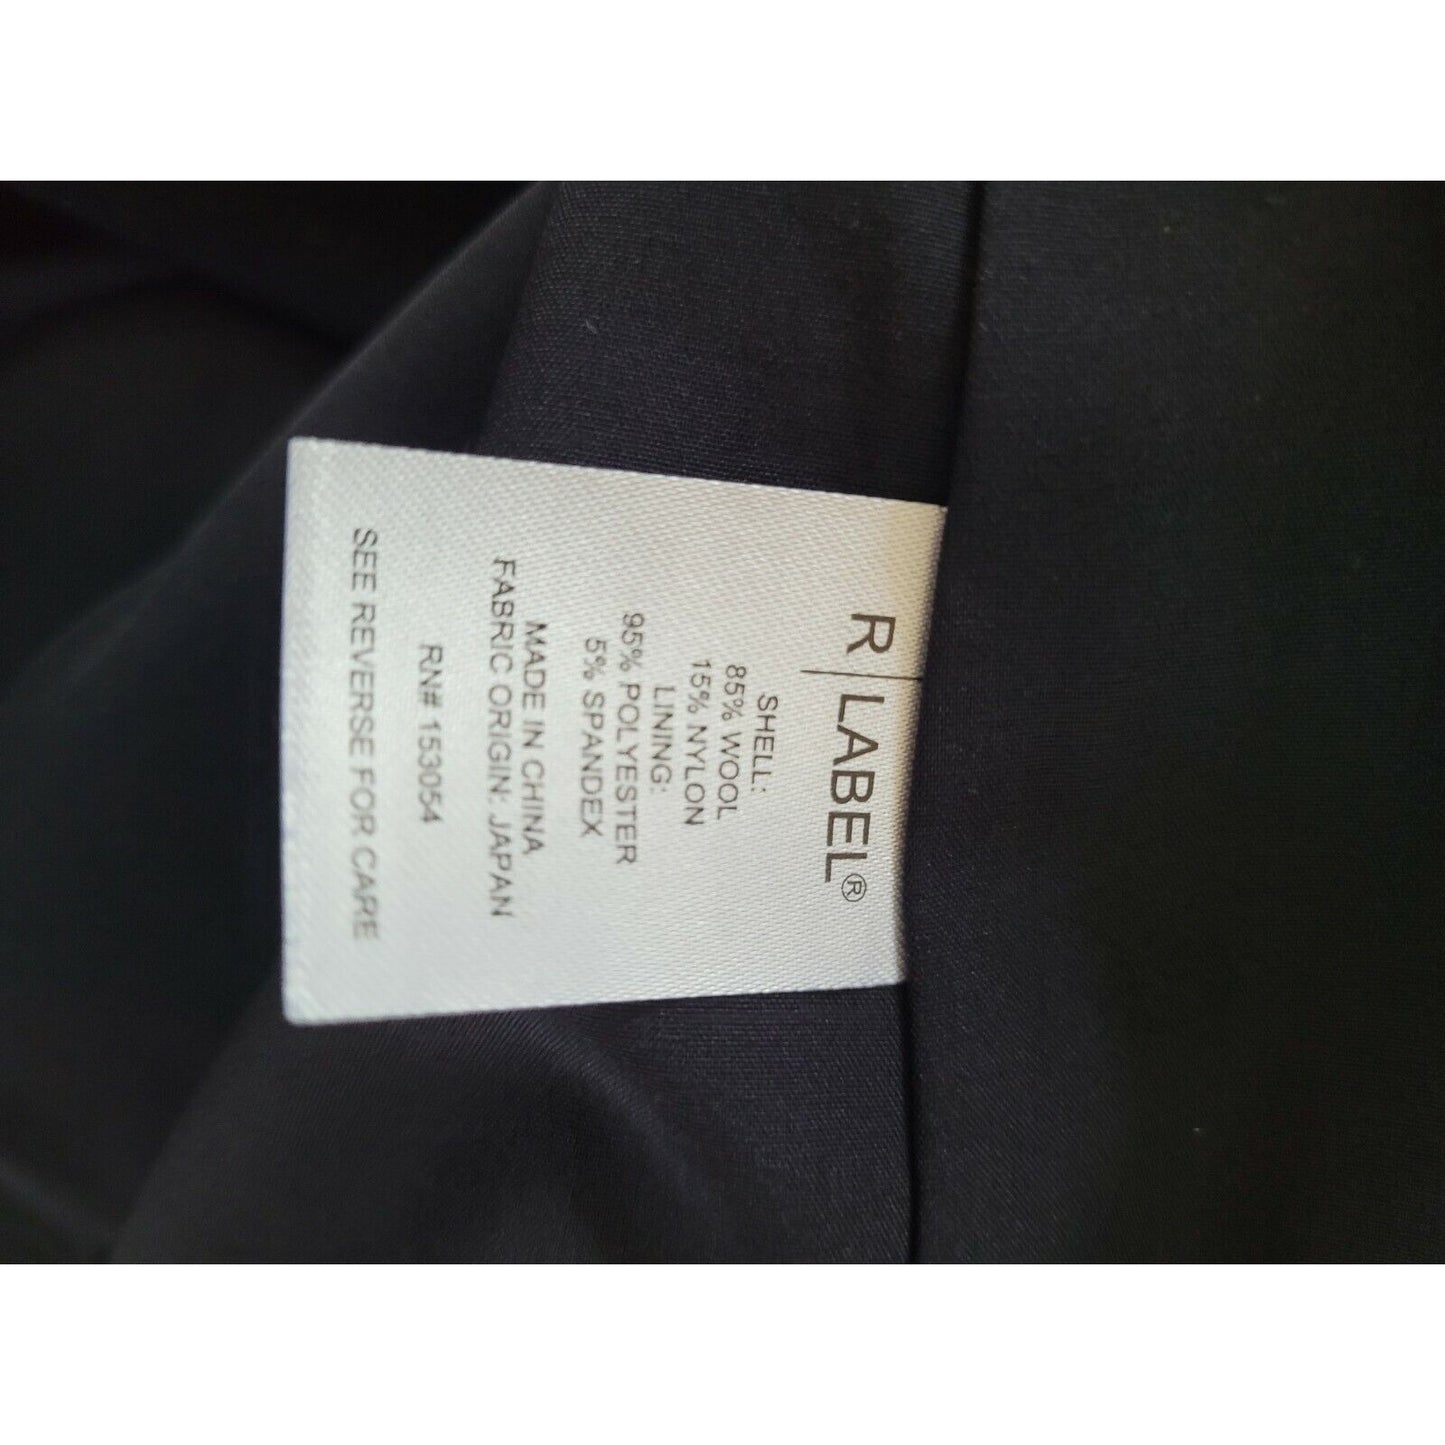 R | LABEL®
SHELL:
85% WOOL
15% NYLON
LINING:
95% POLYESTER
5% SPANDEX
MADE IN CHINA
FABRIC ORIGIN: JAPAN
RN# 153054
SEE REVERSE FOR CARE